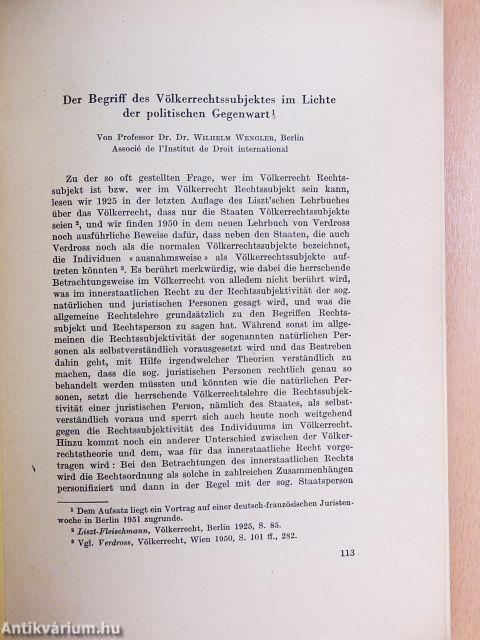 Der Begriff des Völkerrechtssubjektes im Lichte
der politischen Gegenwart¹
Von Professor Dr. Dr. Wilhelm Wengler, Berlin
Associé de l'Institut de Droit international
Zu der so oft gestellten Frage, wer im Völkerrecht Rechts-
subjekt ist bzw. wer im Völkerrecht Rechtssubjekt sein kann,
lesen wir 1925 in der letzten Auflage des Liszt'schen Lehrbuches
über das Völkerrecht, dass nur die Staaten Völkerrechtssubjekte
seien ², und wir finden 1950 in dem neuen Lehrbuch von Verdross
noch ausführliche Beweise dafür, dass neben den Staaten, die auch
Verdross noch als die normalen Völkerrechtssubjekte bezeichnet,
die Individuen « ausnahmsweise » als Völkerrechtssubjekte auf-
treten könnten ³. Es berührt merkwürdig, wie dabei die herrschende
Betrachtungsweise im Völkerrecht von alledem nicht berührt wird,
was im innerstaatlichen Recht zu der Rechtssubjektivität der sog.
natürlichen und juristischen Personen gesagt wird, und was die
allgemeine Rechtslehre grundsätzlich zu den Begriffen Rechts-
subjekt und Rechtsperson zu sagen hat. Während sonst im allge-
meinen die Rechtssubjektivität der sogenannten natürlichen Per-
sonen als selbstverständlich vorausgesetzt wird und das Bestreben
dahin geht, mit Hilfe irgendwelcher Theorien verständlich zu
machen, dass die sog. juristischen Personen rechtlich genau so
behandelt werden müssten und könnten wie die natürlichen Per-
sonen, setzt die herrschende Völkerrechtslehre die Rechtssubjek-
tivität einer juristischen Person, nämlich des Staates, als selbst-
verständlich voraus und sperrt sich auch heute noch weitgehend
gegen die Rechtssubjektivität des Individuums im Völkerrecht.
Hinzu kommt noch ein anderer Unterschied zwischen der Völker-
rechtstheorie und dem, was für das innerstaatliche Recht vorge-
tragen wird : Bei den Betrachtungen des innerstaatlichen Rechts
wird die Rechtsordnung als solche in zahlreichen Zusammenhängen
personifiziert und dann in der Regel mit der sog. Staatsperson
¹ Dem Aufsatz liegt ein Vortrag auf einer deutsch-französischen Juristen-
woche in Berlin 1951 zugrunde.
² Liszt-Fleischmann, Völkerrecht, Berlin 1925, S. 85.
³ Vgl. Verdross, Völkerrecht, Wien 1950, S. 101 ff., 282.
113
Antikvárium.hu